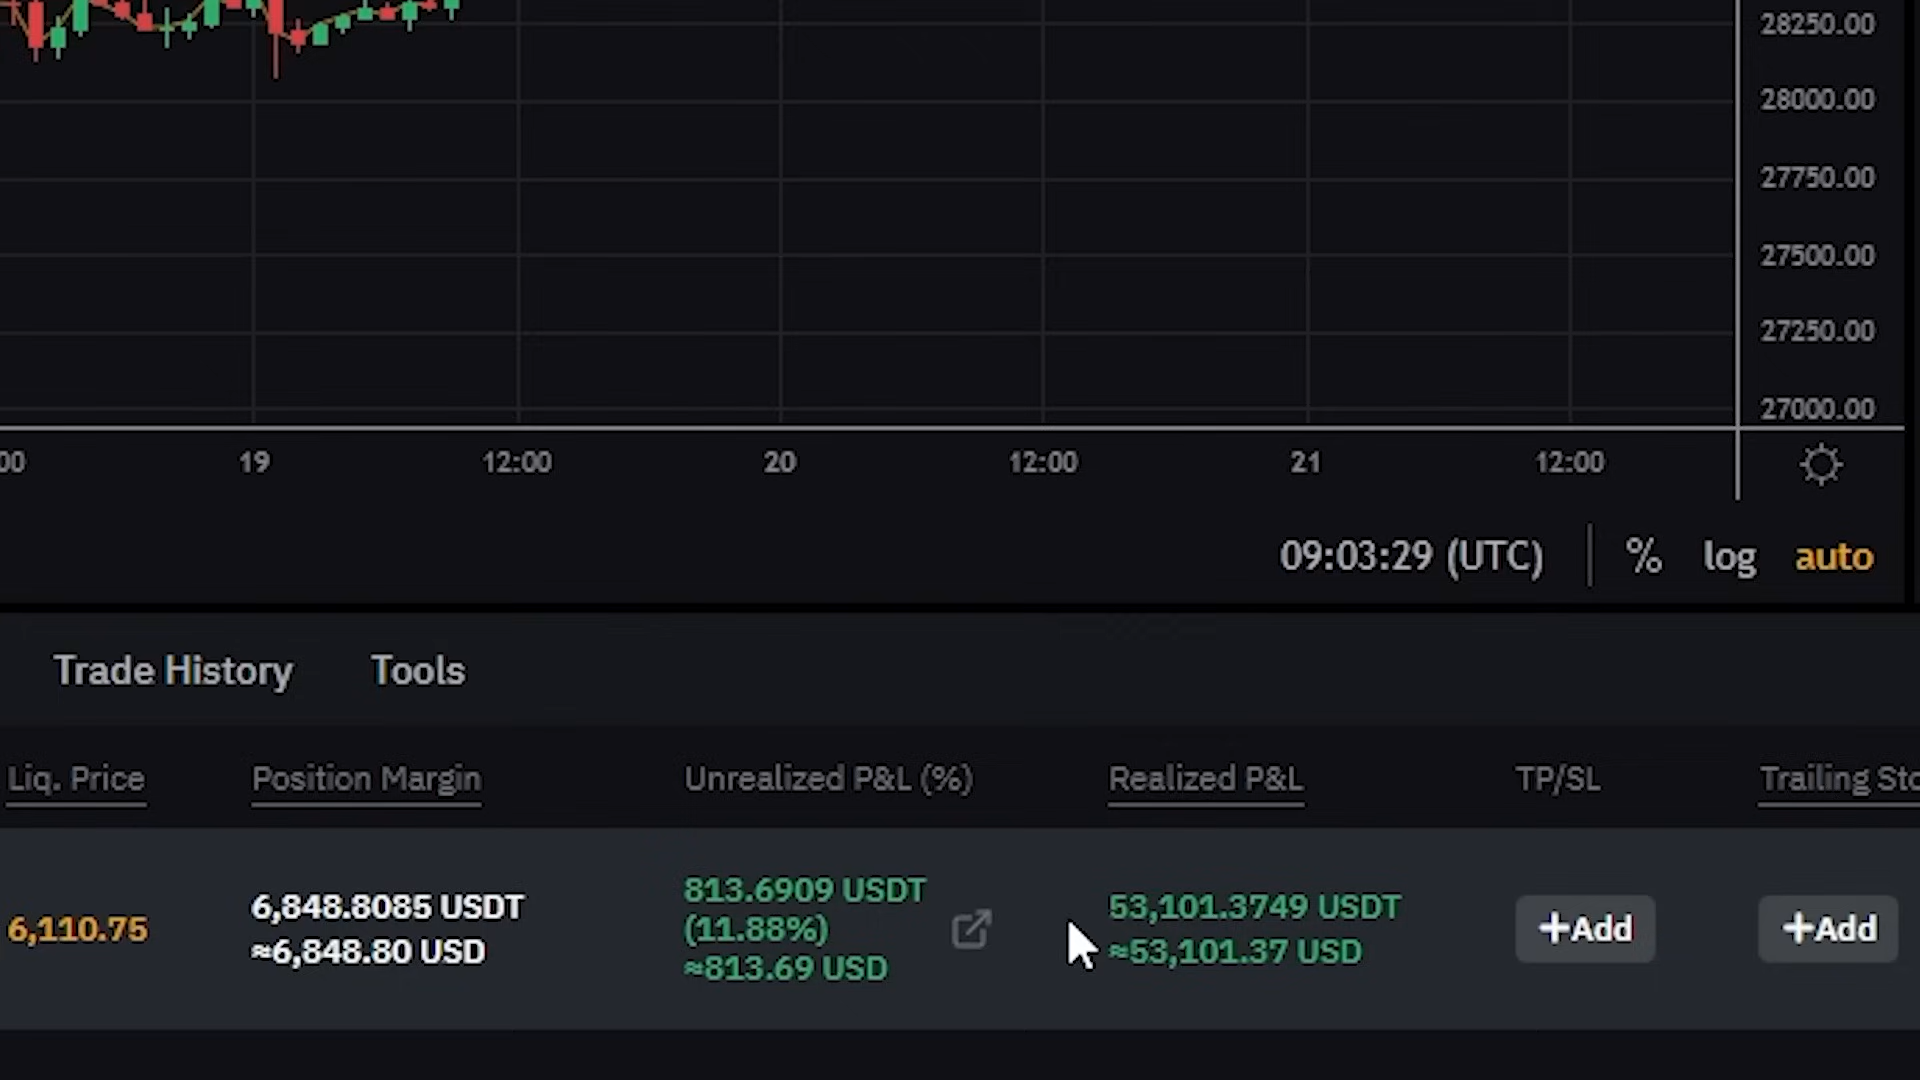 28250.00
28000.00
27750.00
27500.00
27250.00
27000.00
00 19 12:00 20 12:00 21 12:00
09:03:29 (UTC) % log auto
Trade History Tools
Liq. Price Position Margin Unrealized P&L (%) Realized P&L TP/SL Trailing Sto
6,110.75
6,848.8085 USDT
≈6,848.80 USD
813.6909 USDT
(11.88%)
≈813.69 USD
53,101.3749 USDT
≈53,101.37 USD
+Add +Add